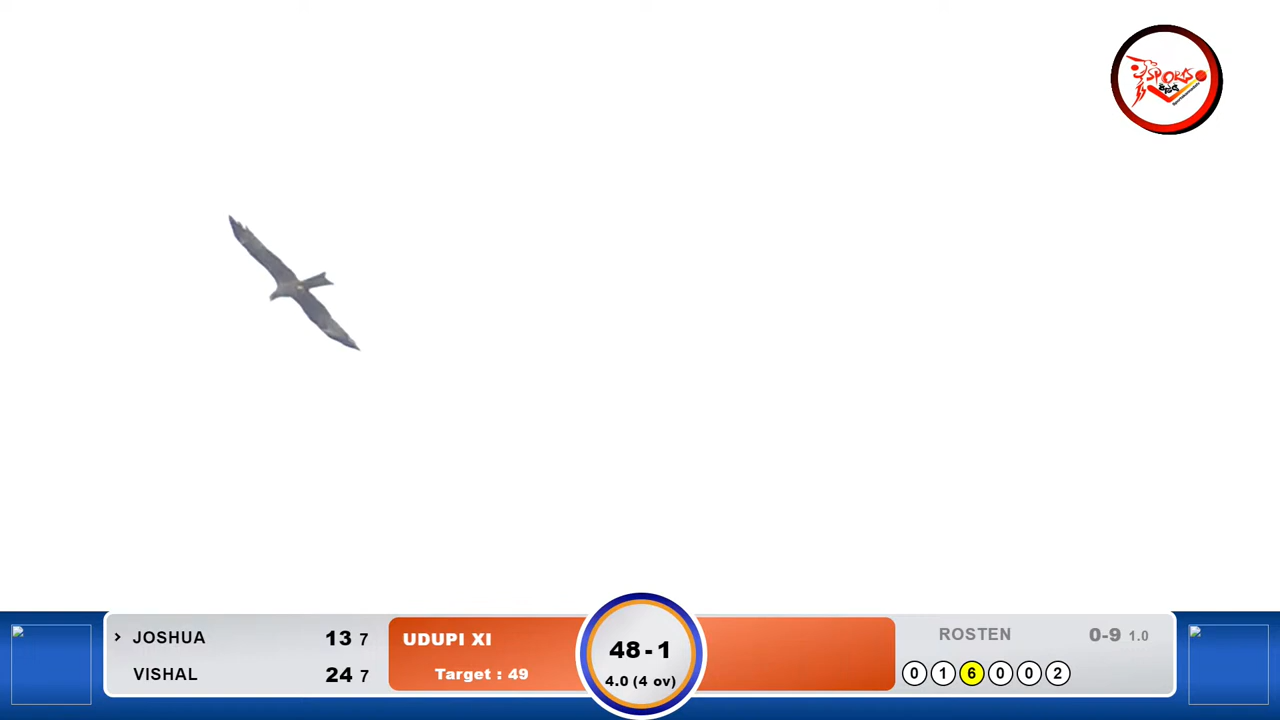 SPORTS
> JOSHUA 13 7
VISHAL 24 7
UDUPI XI
Target : 49
48-1
4.0 (4 ov)
ROSTEN 0-9 1.0
0 1 6 0 0 2